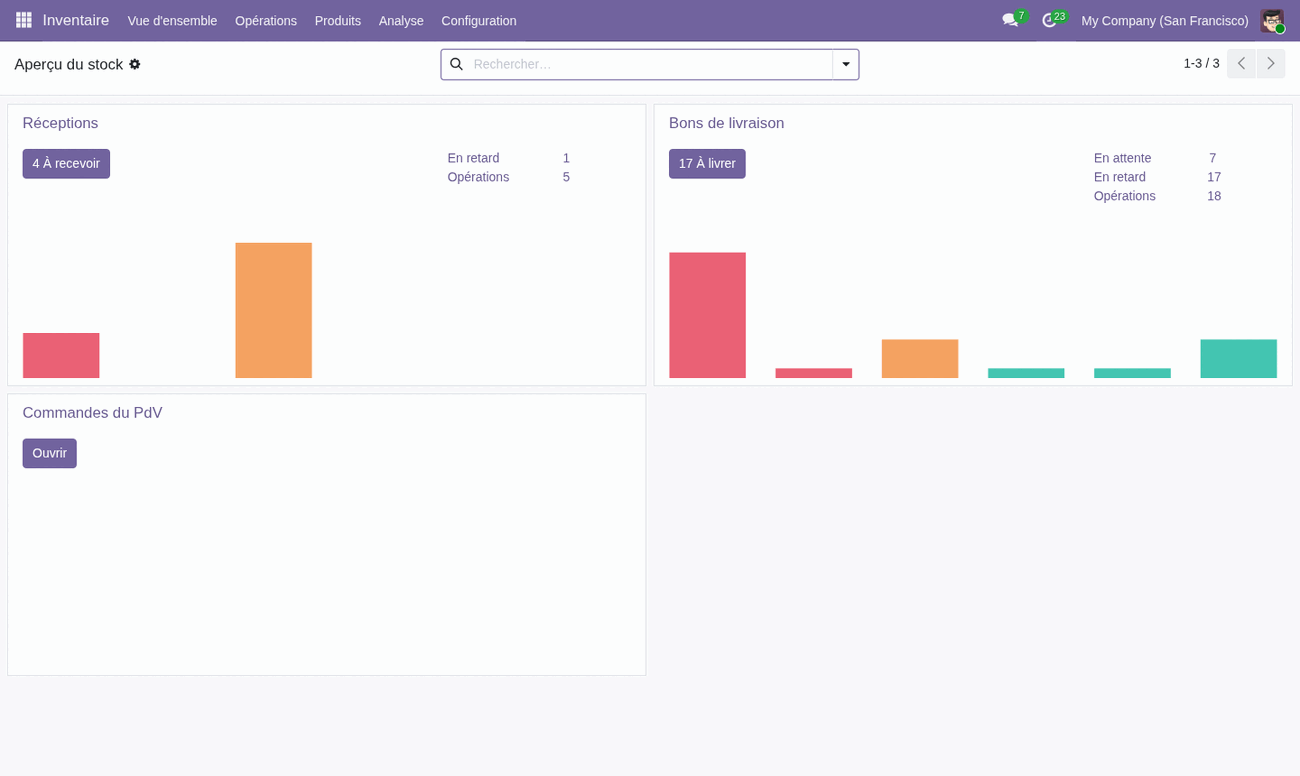 Inventaire Vue d'ensemble Opérations Produits Analyse Configuration 7 23 My Company (San Francisco)
Aperçu du stock Rechercher... 1-3 / 3
Réceptions
4 À recevoir
En retard 1
Opérations 5
Bons de livraison
17 À livrer
En attente 7
En retard 17
Opérations 18
Commandes du PdV
Ouvrir